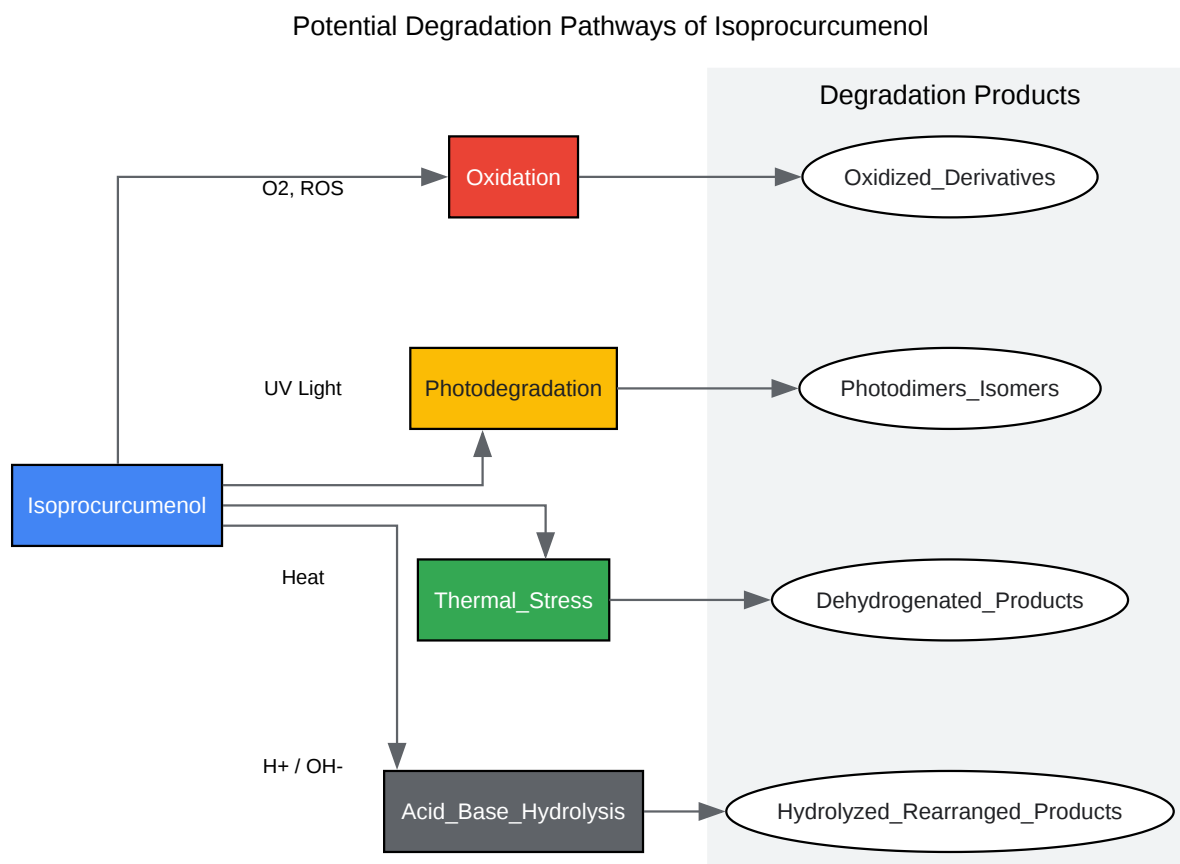 Potential Degradation Pathways of Isoprocurcumenol
Degradation Products
O2, ROS
Oxidation
Oxidized_Derivatives
UV Light
Photodegradation
Photodimers_Isomers
Isoprocurcumenol
Heat
Thermal_Stress
Dehydrogenated_Products
H+ / OH-
Acid_Base_Hydrolysis
Hydrolyzed_Rearranged_Products